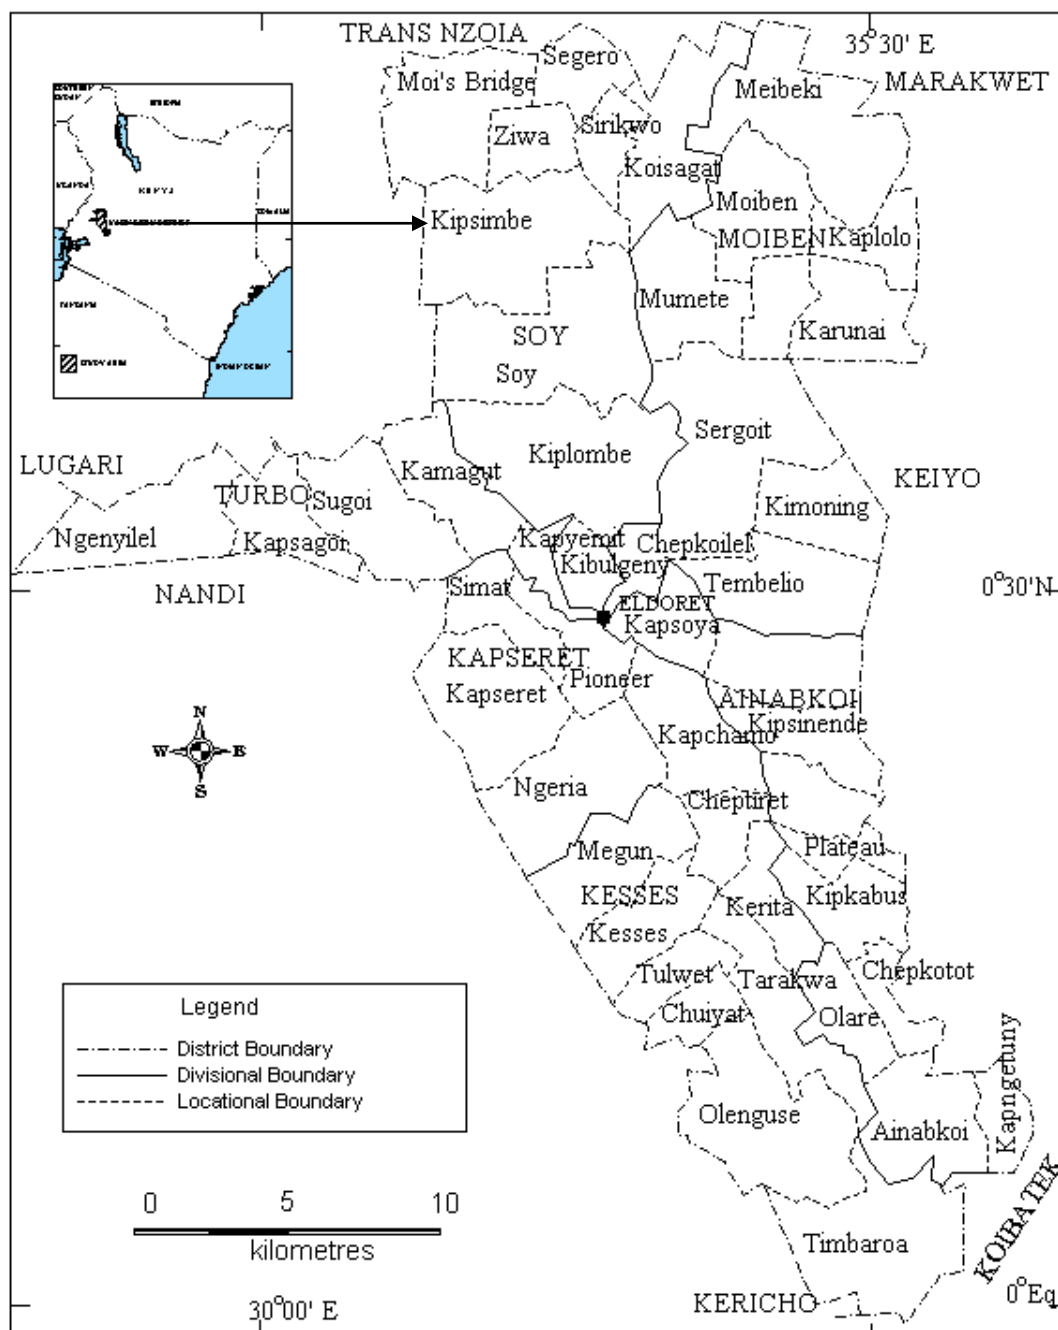 TRANS NZOIA
35°30' E
Segero
Moi's Bridge
Meibeki
MARAKWET
Ziwa
Sirikwo
Koisagat
Moiben
Kipsimbe
MOIBEN
Kaplolo
Mumete
Karunai
SOY
Soy
Sergoit
Kiplombe
LUGARI
Kamagut
KEIYO
TURBO
Sugoi
Kimoning
Ngenyilel
Kapsagor
Kapyemit
Chepkoilel
Kibulgeny
NANDI
Simat
Tembelio
0°30'N
ELDORET
Kapsoya
KAPSERET
Pioneer
Kapseret
AINABKOI
Kipsinende
Kapchamo
N
W
E
S
Ngeria
Cheptiret
Megun
Plateau
KESSES
Kerita
Kipkabus
Kesses
Tulwet
Tarakwa
Chepkotot
Chuiyat
Olare
Legend
District Boundary
Divisional Boundary
Locational Boundary
Olenguse
Ainabkoi
Kapngetuny
0 5 10
kilometres
KOIBATEK
Timbaroa
KERICHO
0°Eq
30°00' E